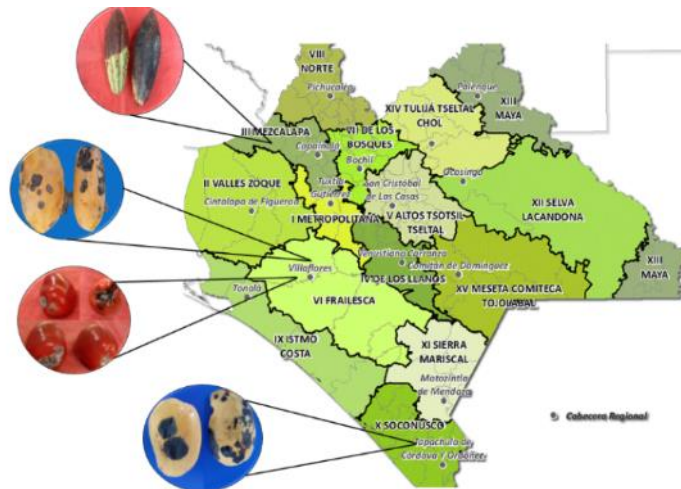 VIII
NORTE
Pichucalco
Palenque
XIV TULIJÁ TSELTAL
CHOL
XIII
MAYA
III MEZCALAPA
VII DE LOS
BOSQUES
Copainalá
Bochil
Ocosingo
II VALLES ZOQUE
Tuxtla
Gutiérrez
San Cristóbal
de Las Casas
XII SELVA
LACANDONA
Cintalapa de Figueroa
I METROPOLITANA
V ALTOS TSOTSIL
TSELTAL
Venustiano Carranza
Comitán de Domínguez
XIII
MAYA
Villaflores
IV DE LOS LLANOS
XV MESETA COMITECA
TOJOLABAL
Tonalá
VI FRAILESCA
IX ISTMO
COSTA
XI SIERRA
MARISCAL
Motozintla
de Mendoza
Cabecera Regional
X SOCONUSCO
Tapachula de
Córdova Y Ordóñez